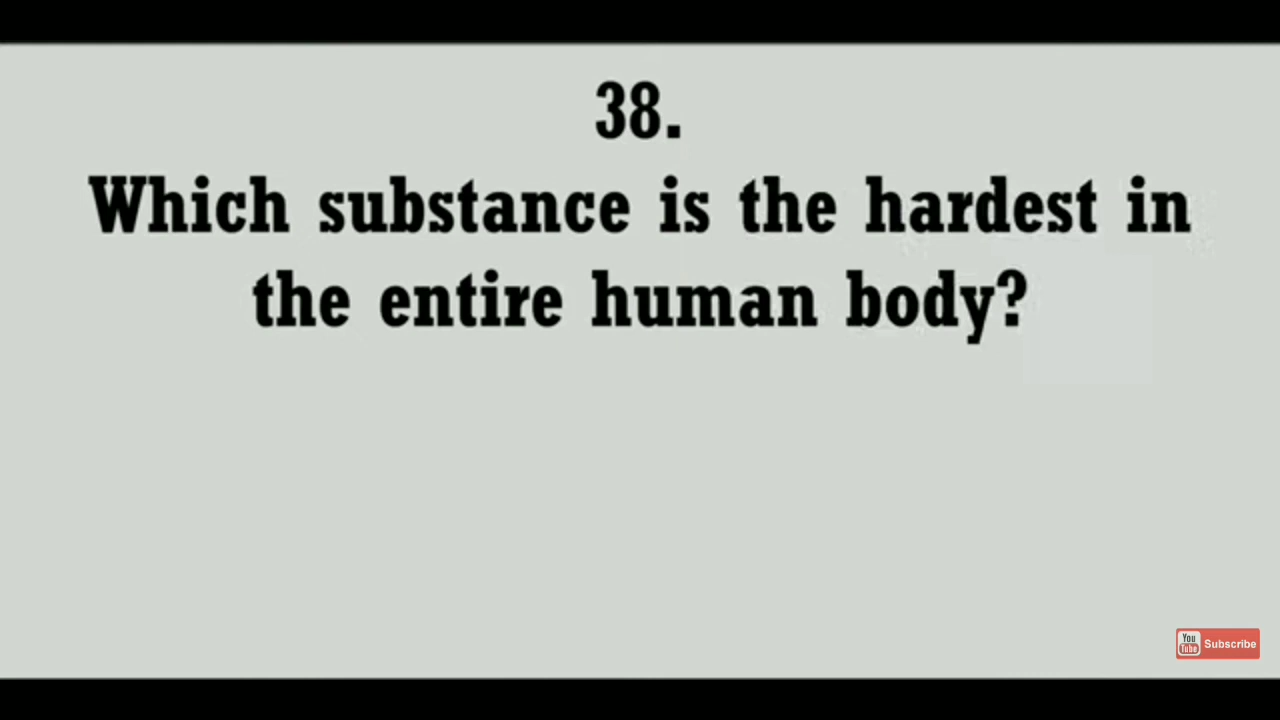 38.
Which substance is the hardest in
the entire human body?
You
Tube
Subscribe